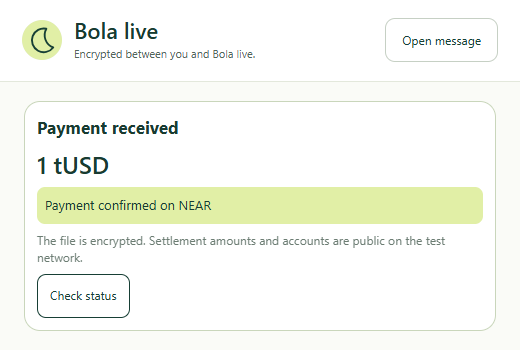 Bola live
Encrypted between you and Bola live.
Open message
Payment received
1 tUSD
Payment confirmed on NEAR
The file is encrypted. Settlement amounts and accounts are public on the test
network.
Check status